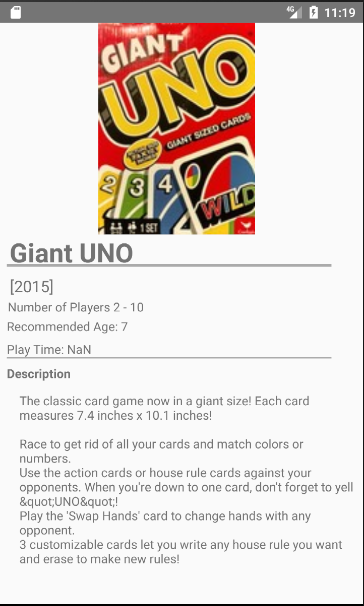 4G 11:19
GIANT
UNO
GIANT SIZED CARDS
2 3 4 WILD
1 SET
Giant UNO
[2015]
Number of Players 2 - 10
Recommended Age: 7
Play Time: NaN
Description
The classic card game now in a giant size! Each card
measures 7.4 inches x 10.1 inches!
Race to get rid of all your cards and match colors or
numbers.
Use the action cards or house rule cards against your
opponents. When you're down to one card, don't forget to yell
&quot;UNO&quot;!
Play the 'Swap Hands' card to change hands with any
opponent.
3 customizable cards let you write any house rule you want
and erase to make new rules!